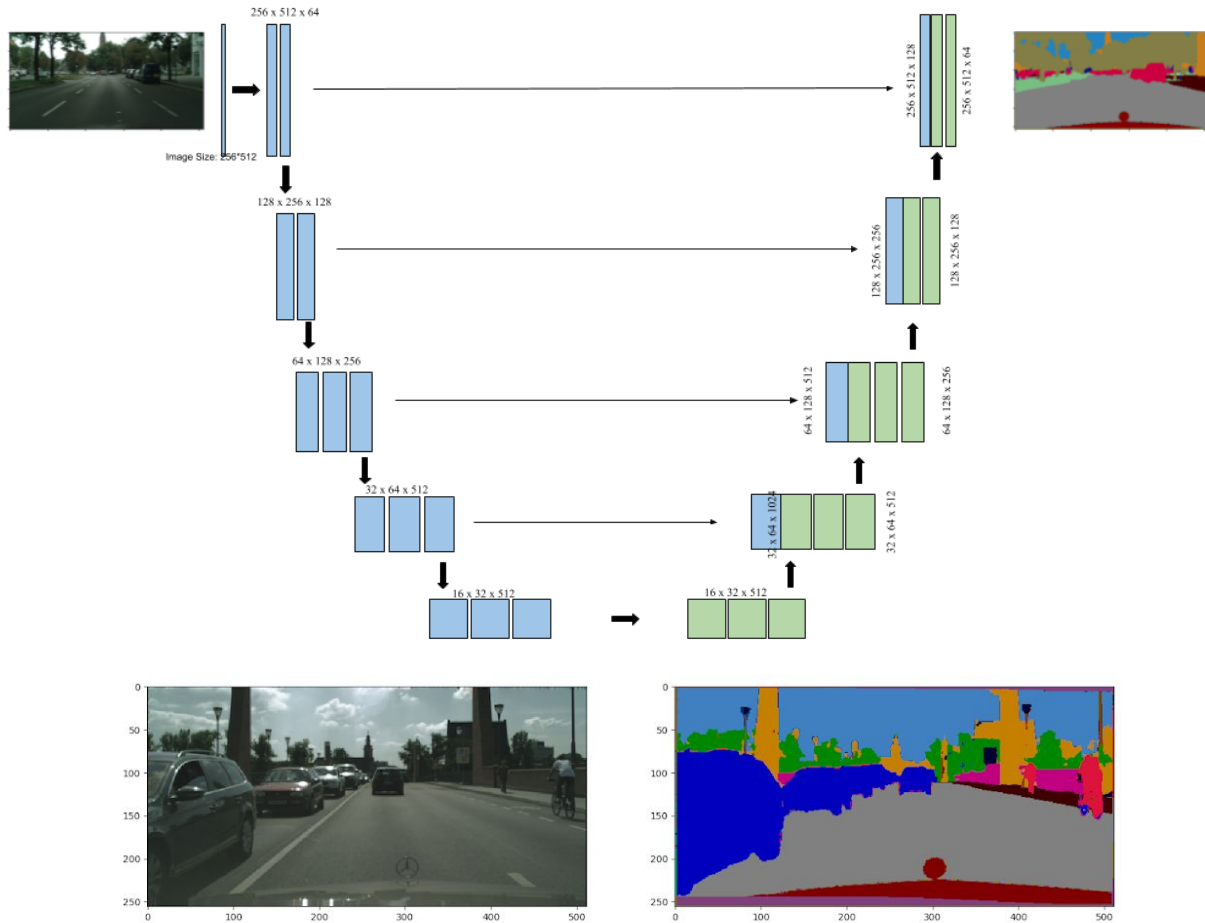 256 x 512 x 64
256 x 512 x 128
256 x 512 x 64
Image Size: 256*512
128 x 256 x 128
128 x 256 x 256
128 x 256 x 128
64 x 128 x 256
64 x 128 x 512
64 x 128 x 256
32 x 64 x 512
32 x 64 x 1024
32 x 64 x 512
16 x 32 x 512
16 x 32 x 512
0
50
100
150
200
250
0 100 200 300 400 500
0
50
100
150
200
250
0 100 200 300 400 500